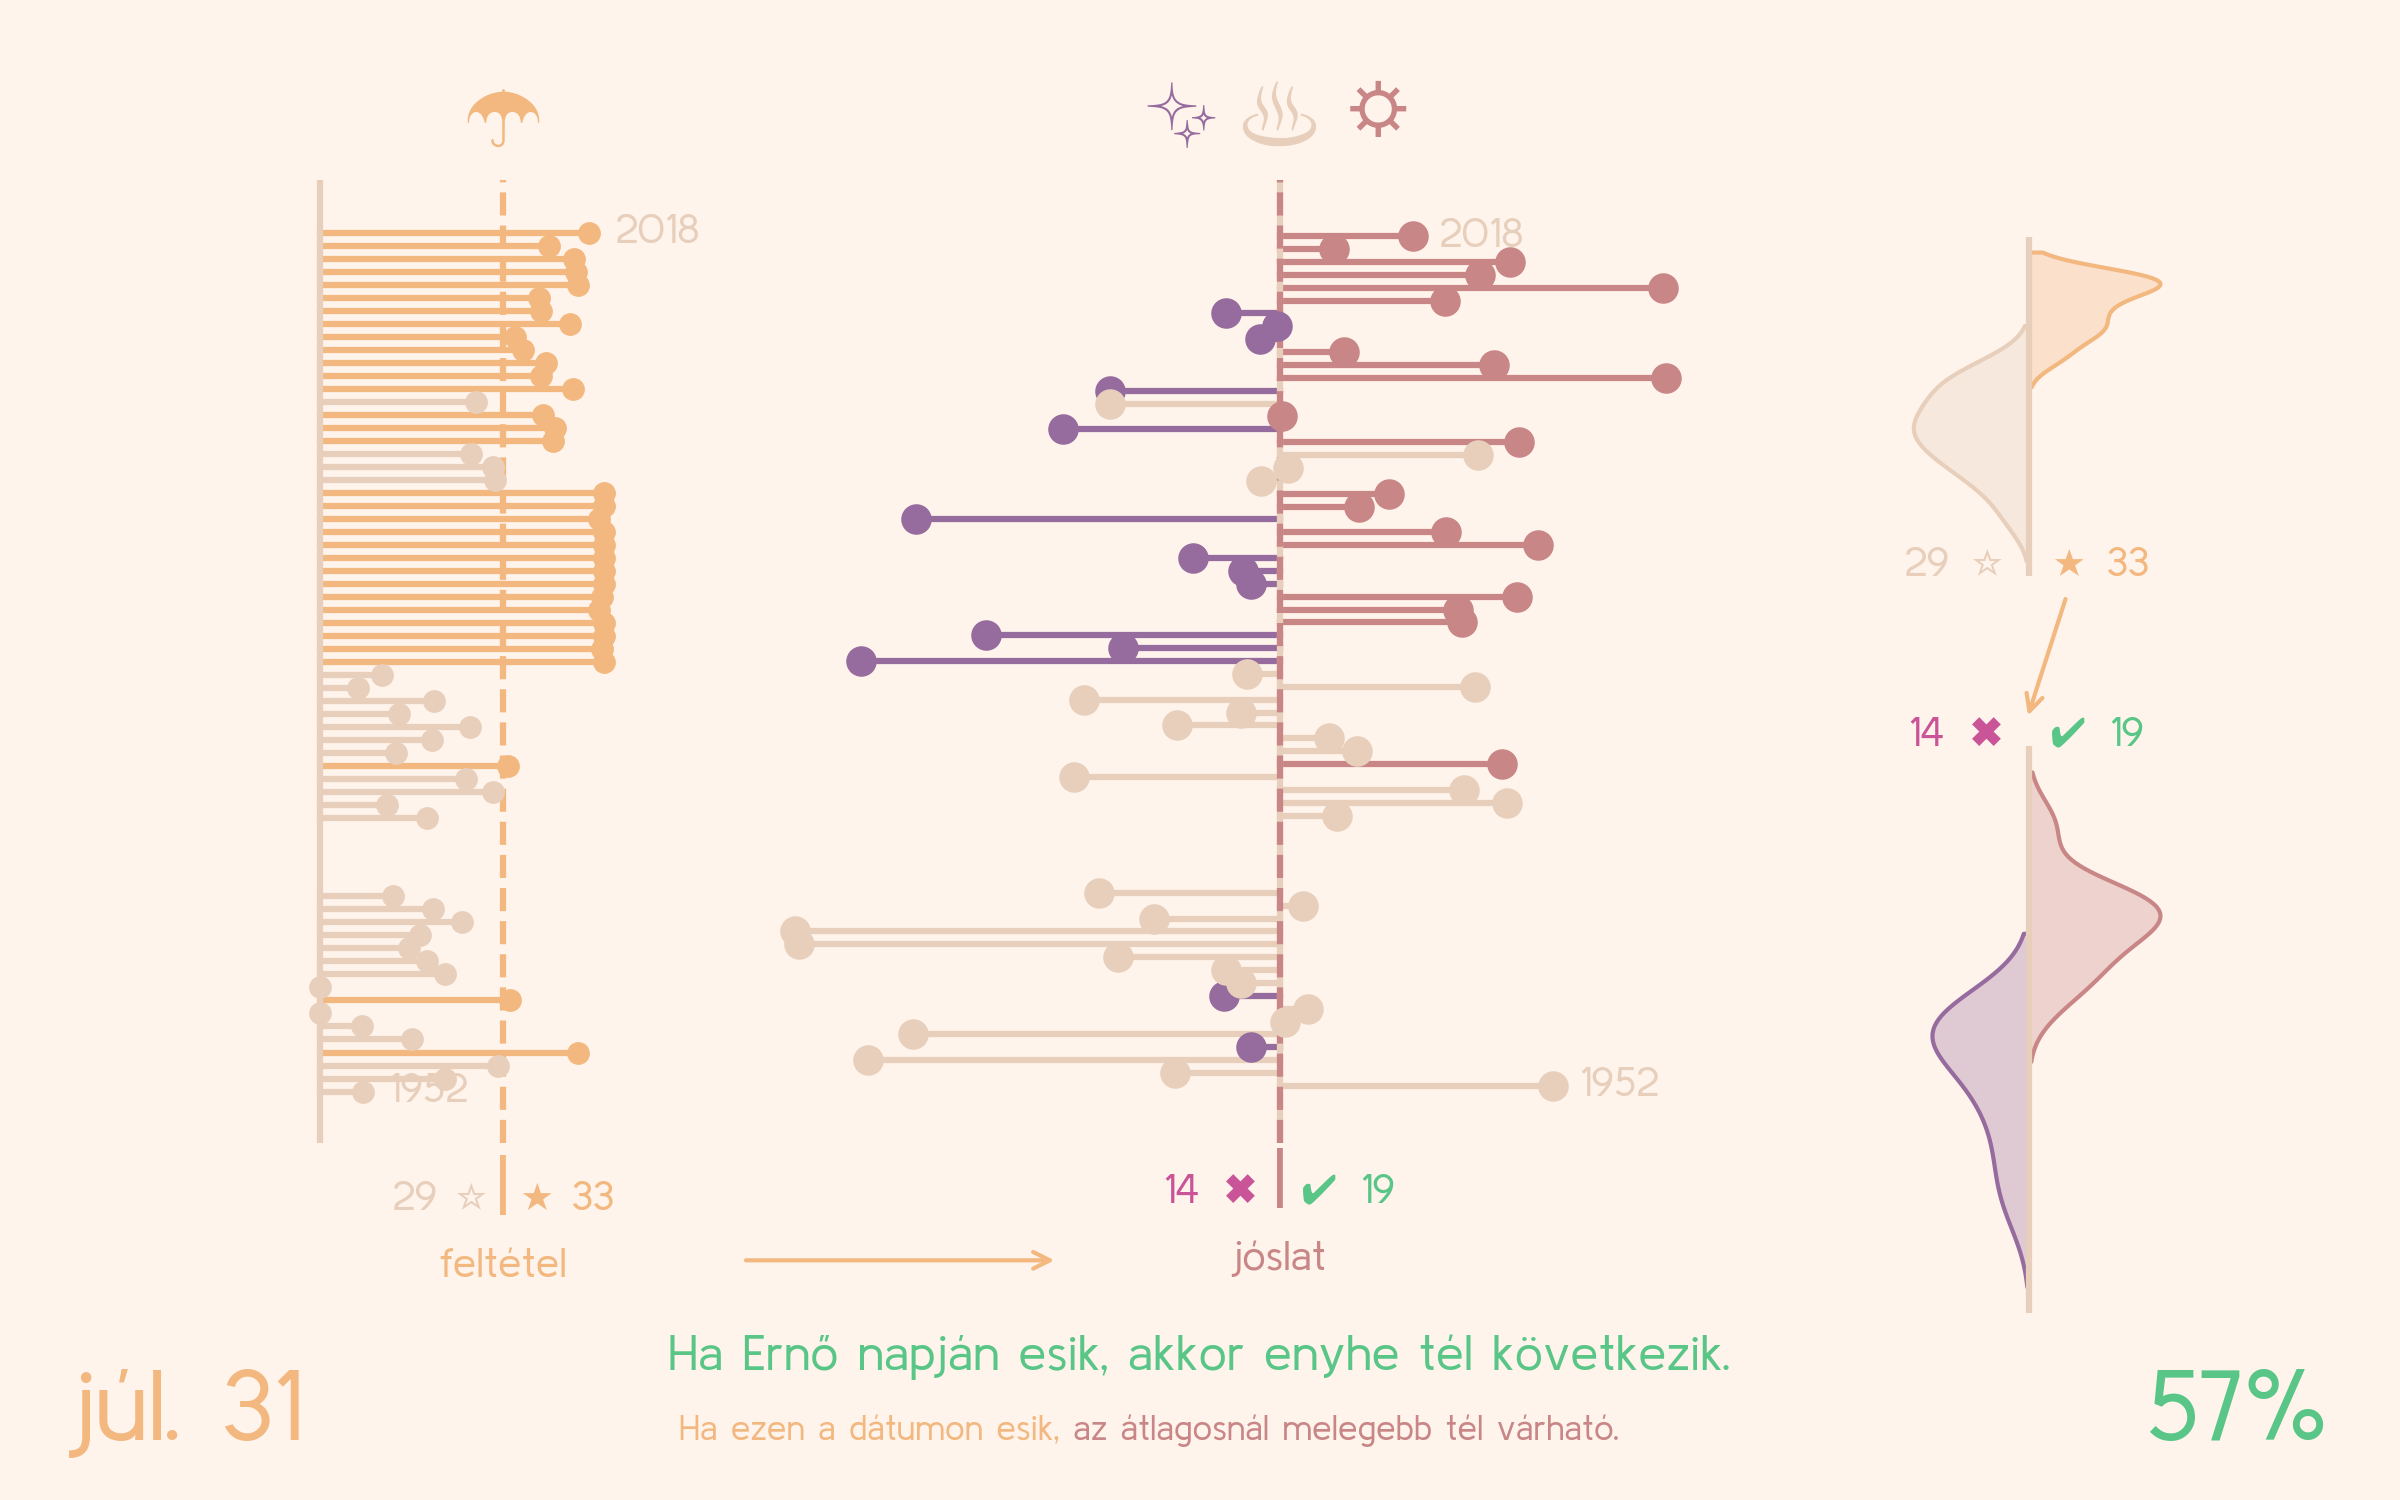 2018
2018
29 ☆ ★ 33
14 ✖ ✔ 19
1952
1952
29 ☆ ★ 33
14 ✖ ✔ 19
feltétel
jóslat
Ha Ernő napján esik, akkor enyhe tél következik.
júl. 31
57%
Ha ezen a dátumon esik, az átlagosnál melegebb tél várható.